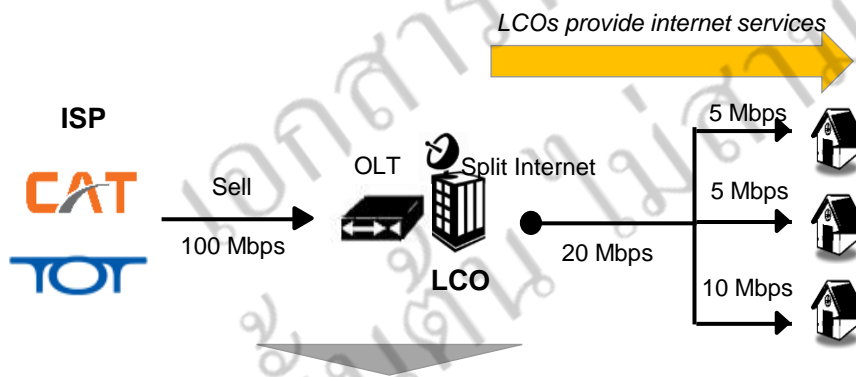 LCOs provide internet services
ISP
CAT
TOT
Sell
100 Mbps
OLT
Split Internet
LCO
20 Mbps
5 Mbps
5 Mbps
10 Mbps